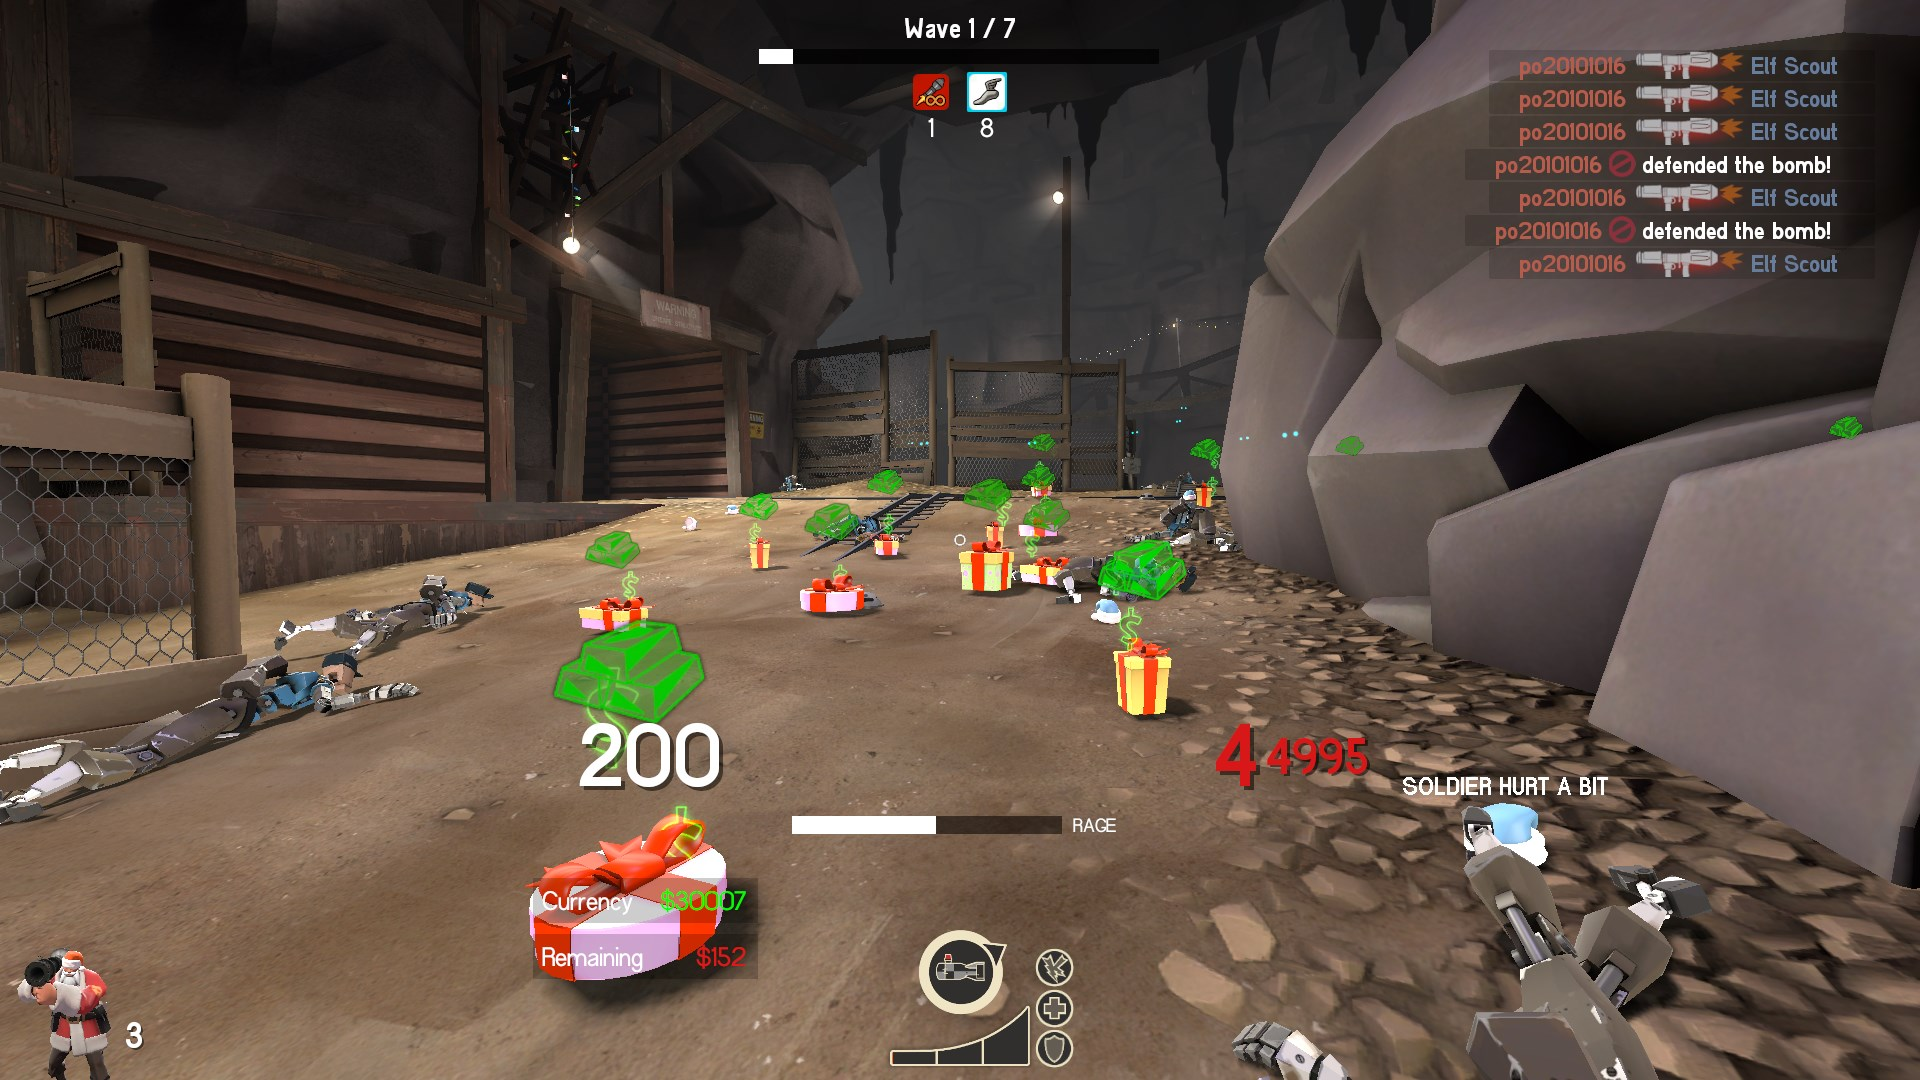 Wave 1 / 7
1
8
po20101016 Elf Scout
po20101016 Elf Scout
po20101016 Elf Scout
po20101016 defended the bomb!
po20101016 Elf Scout
po20101016 defended the bomb!
po20101016 Elf Scout
WARNING
200
4 4995
SOLDIER HURT A BIT
RAGE
Currency $30007
Remaining $152
3